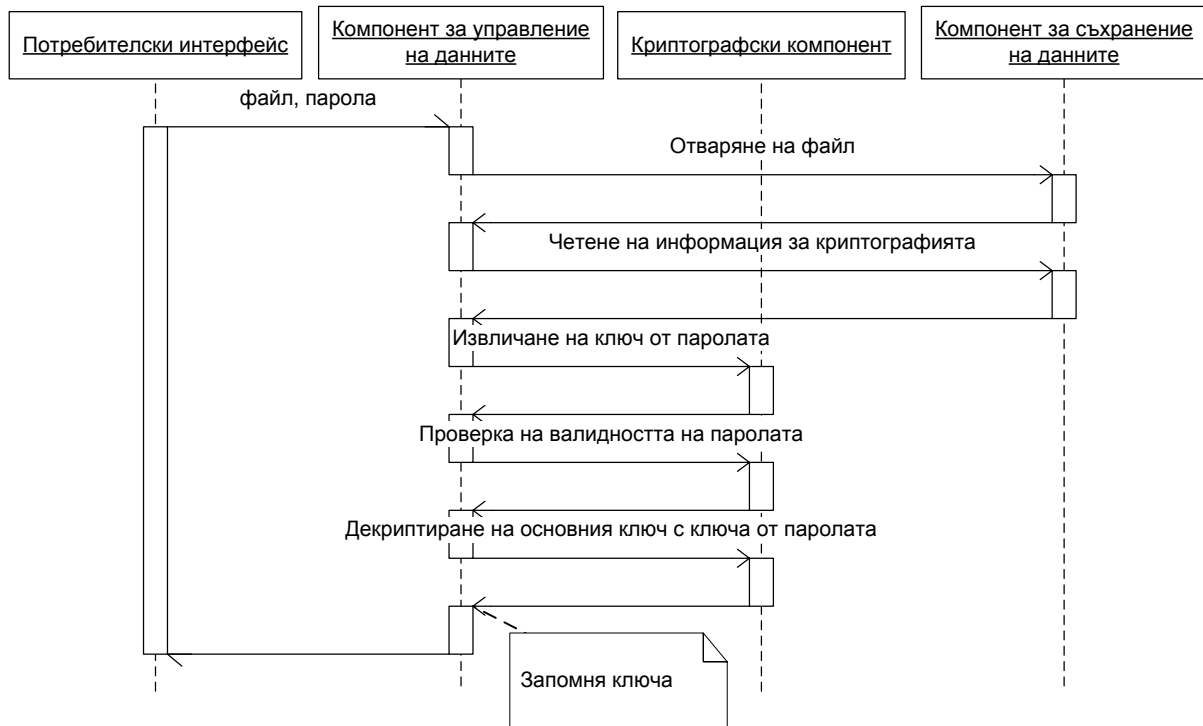 Потребителски интерфейс
Компонент за управление
на данните
Криптографски компонент
Компонент за съхранение
на данните
файл, парола
Отваряне на файл
Четене на информация за криптографията
Извличане на ключ от паролата
Проверка на валидността на паролата
Декриптиране на основния ключ с ключа от паролата
Запомня ключа